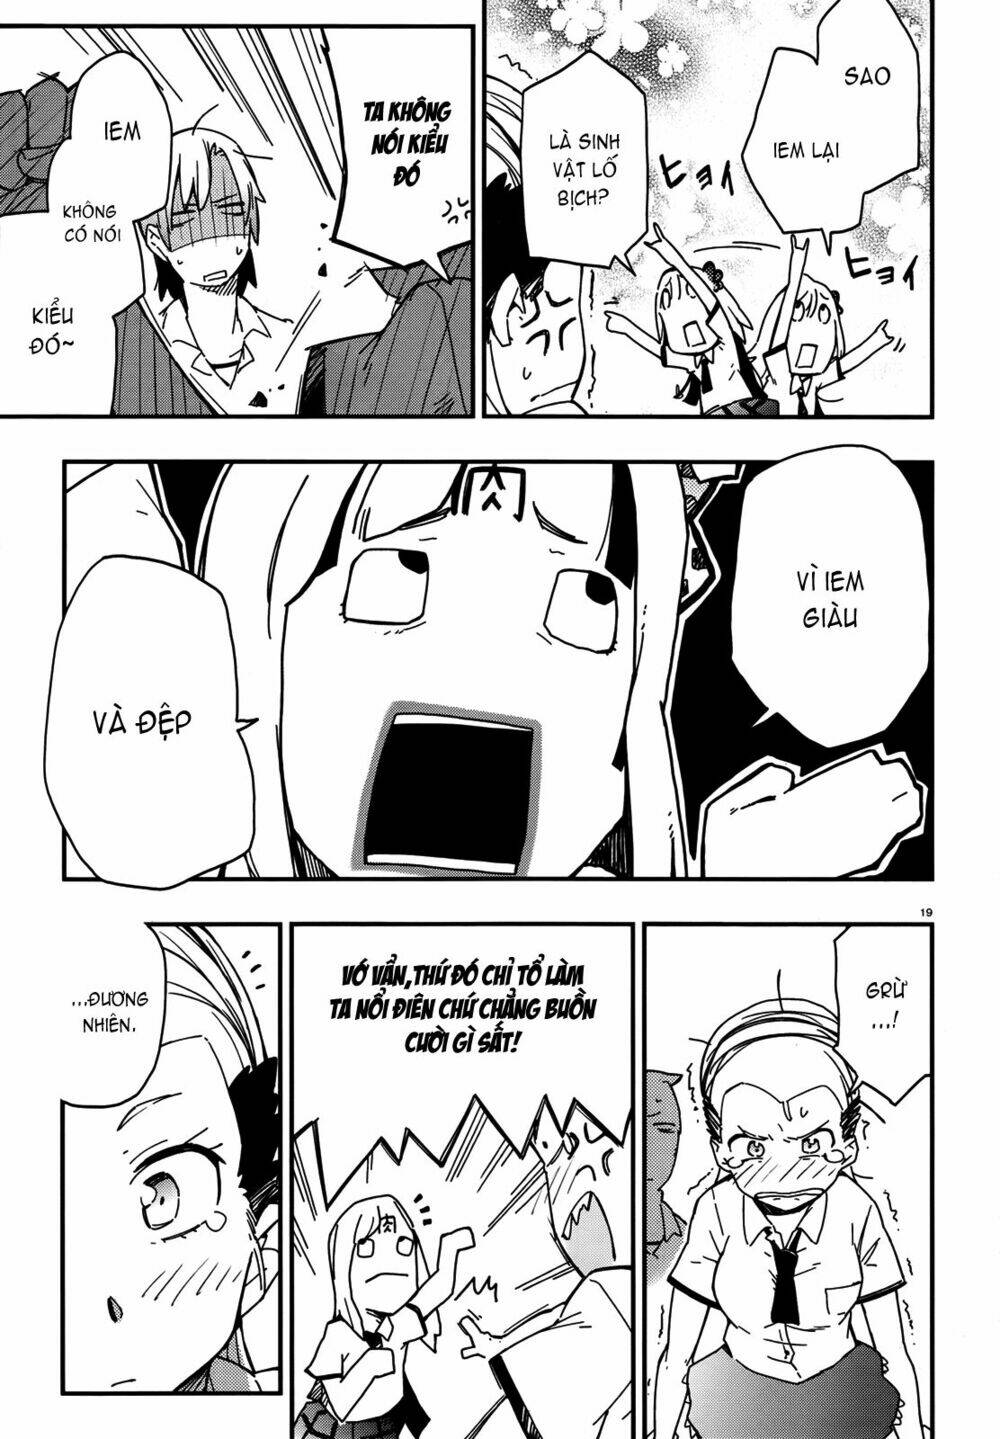 SAO
IEM LẠI
LÀ SINH
VẬT LỐ
BỊCH?
ヒョイ
ヒョイ
TA KHÔNG
NÓI KIỂU
ĐÓ
IEM
KHÔNG
CÓ NÓI
KIỂU
ĐÓ~
VÌ IEM
GIÀU
肉
VÀ ĐẸP
19
GRỪ
...!
VỚ VẨN,THỨ ĐÓ CHỈ TỔ LÀM
TA NỔI ĐIÊN CHỨ CHẲNG BUỒN
CƯỜI GÌ SẤT!
肉
...ĐƯƠNG
NHIÊN.